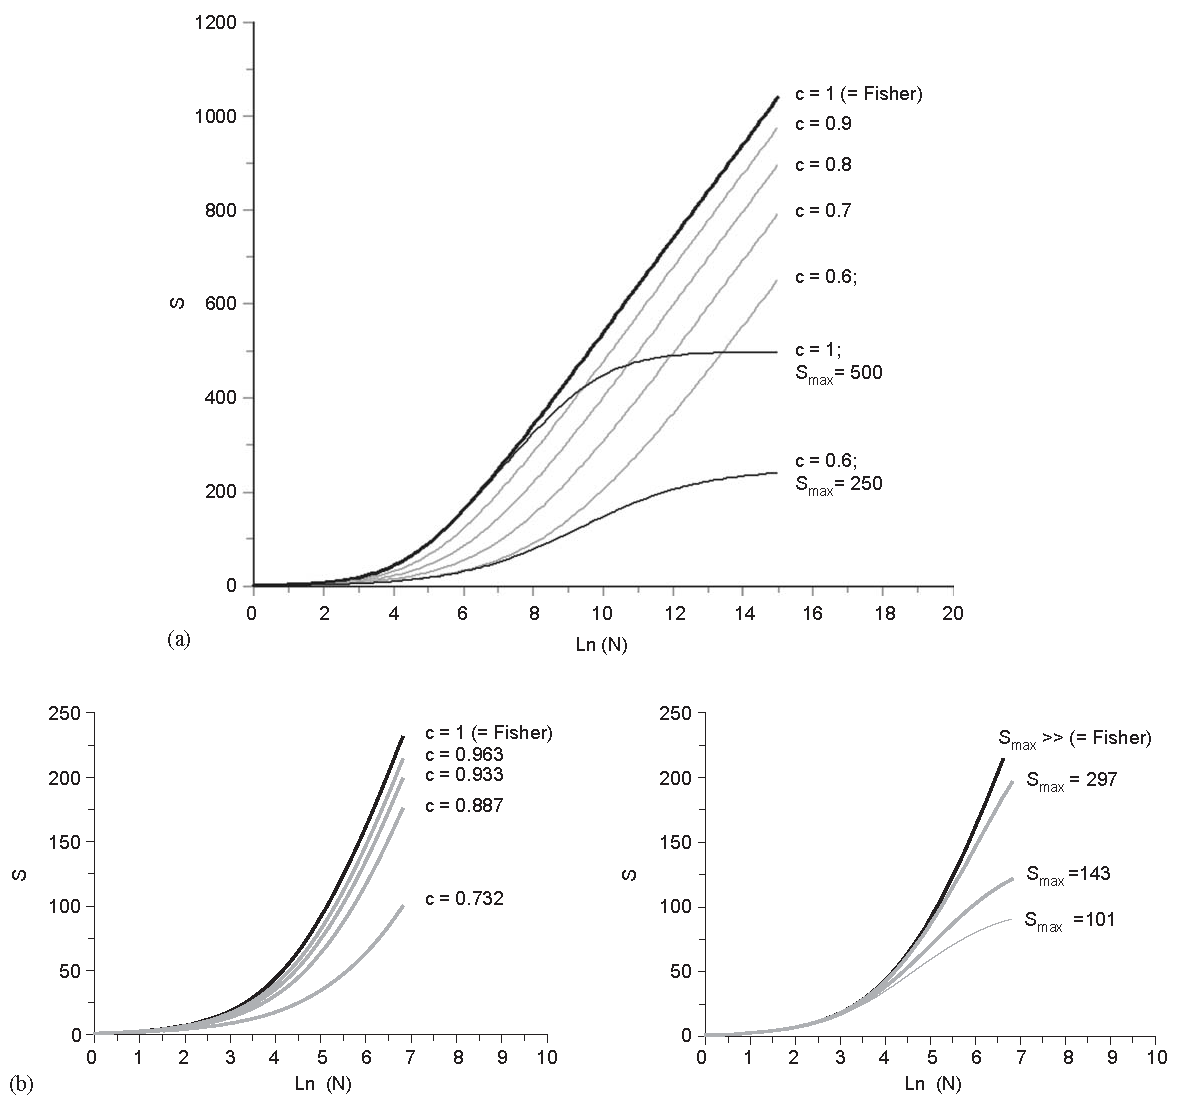 1200
1000
800
600
400
200
0
S
0 2 4 6 8 10 12 14 16 18 20
Ln (N)
c = 1 (= Fisher)
c = 0.9
c = 0.8
c = 0.7
c = 0.6;
c = 1;
Smax= 500
c = 0.6;
Smax= 250
(a)
250
200
150
100
50
0
S
0 1 2 3 4 5 6 7 8 9 10
Ln (N)
c = 1 (= Fisher)
c = 0.963
c = 0.933
c = 0.887
c = 0.732
250
200
150
100
50
0
S
0 1 2 3 4 5 6 7 8 9 10
Ln (N)
Smax >> (= Fisher)
Smax = 297
Smax =143
Smax =101
(b)